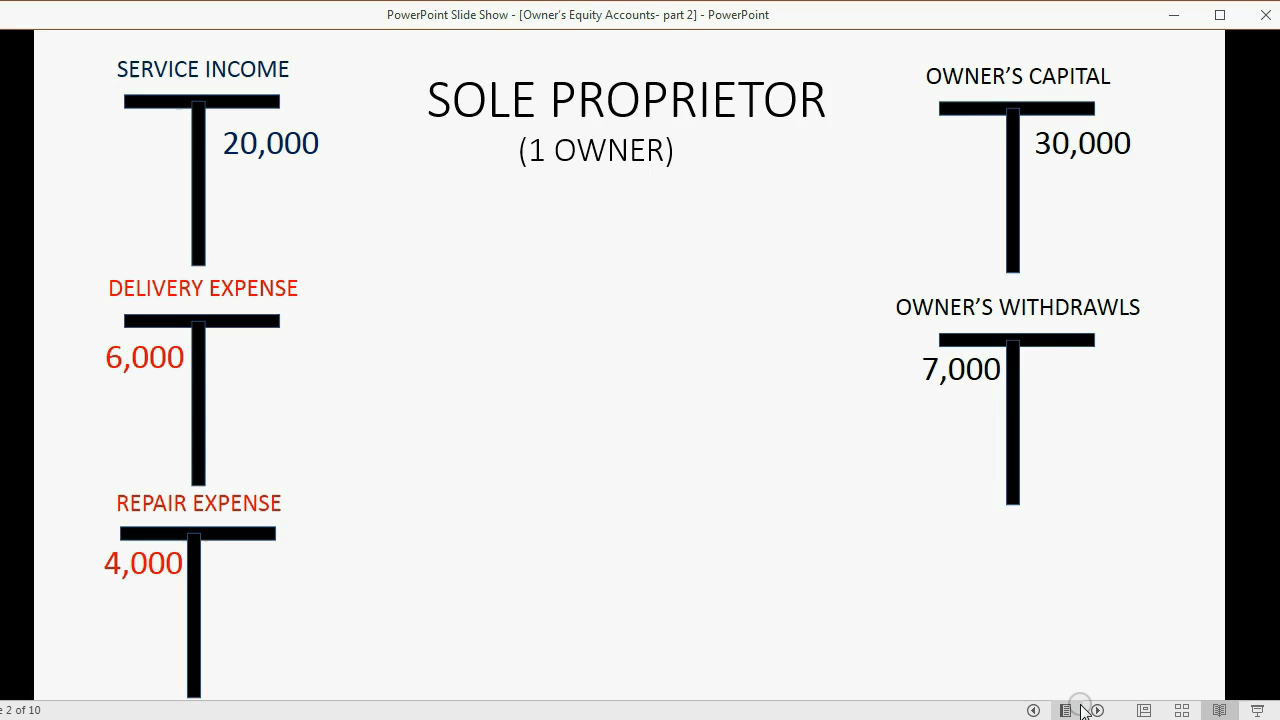 PowerPoint Slide Show - [Owner's Equity Accounts- part 2] - PowerPoint
SERVICE INCOME
20,000
SOLE PROPRIETOR
(1 OWNER)
OWNER’S CAPITAL
30,000
DELIVERY EXPENSE
6,000
OWNER’S WITHDRAWLS
7,000
REPAIR EXPENSE
4,000
2 of 10